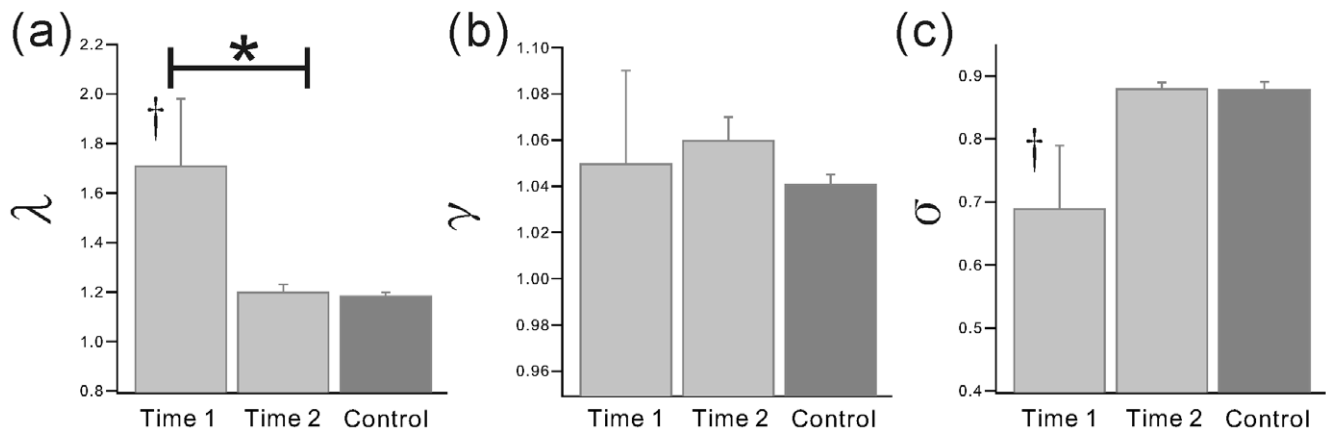 (a)
2.2
2.0
1.8
1.6
1.4
1.2
1.0
0.8
λ
*
†
Time 1 Time 2 Control
(b)
1.10
1.08
1.06
1.04
1.02
1.00
0.98
0.96
γ
Time 1 Time 2 Control
(c)
0.9
0.8
0.7
0.6
0.5
0.4
σ
†
Time 1 Time 2 Control